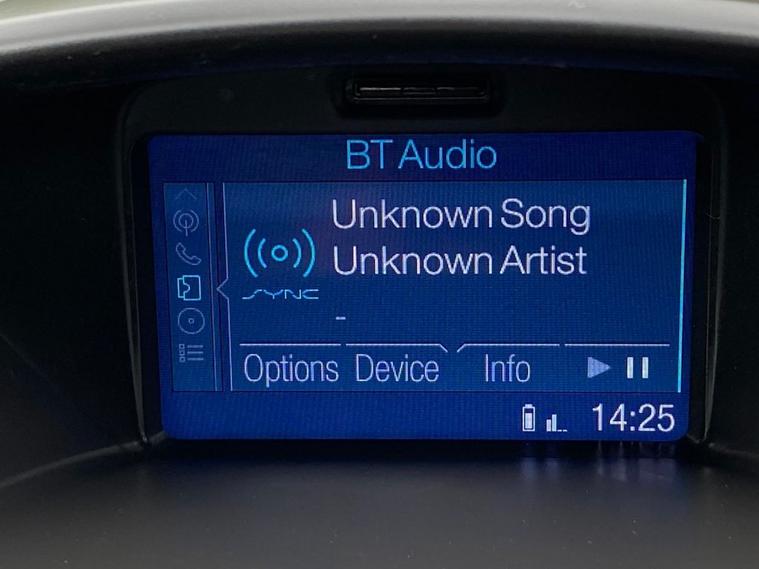 BT Audio
Unknown Song
Unknown Artist
SYNC
-
Options Device Info
14:25